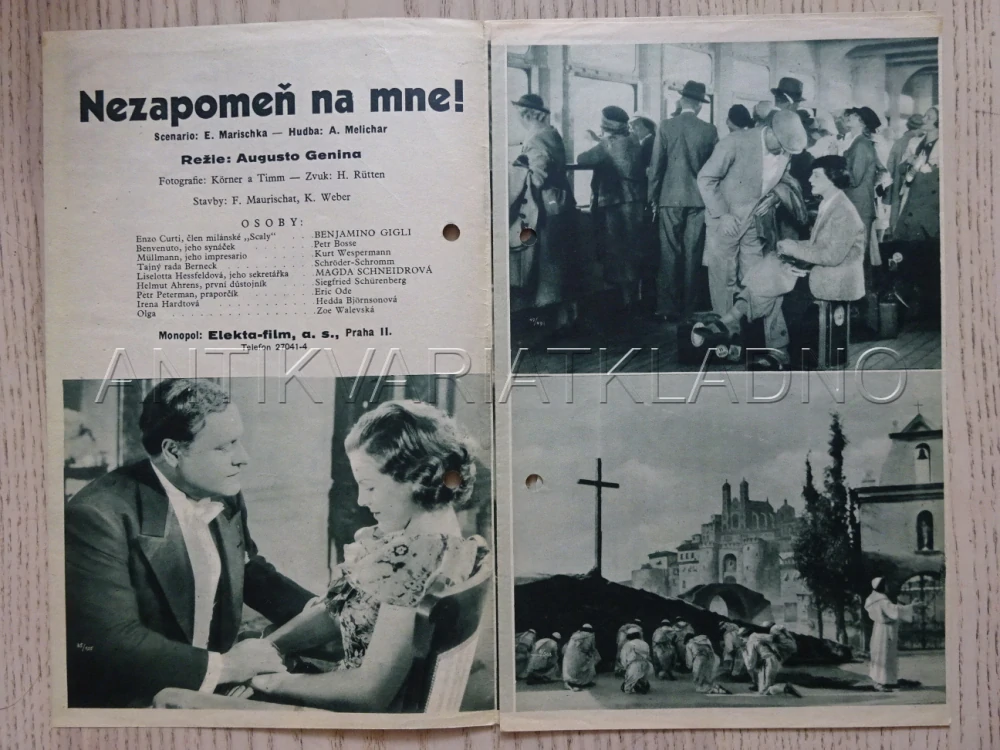 Nezapomeň na mne!
Scenario: E. Marischka — Hudba: A. Melichar
Režie: Augusto Genina
Fotografie: Körner a Timm — Zvuk: H. Rütten
Stavby: F. Maurischat, K. Weber
OSOBY:
Enzo Curti, člen milánské „Scaly" . . . BENJAMINO GIGLI
Benvenuto, jeho synáček . . . . . . . Petr Bosse
Müllmann, jeho impresario . . . . . . Kurt Wespermann
Tajný rada Berneck . . . . . . . . Schröder-Schromm
Liselotta Hessfeldová, jeho sekretářka . . MAGDA SCHNEIDROVÁ
Helmut Ahrens, první důstojník . . . . Siegfried Schürenberg
Petr Peterman, praporčík . . . . . . Eric Ode
Irena Hardtová . . . . . . . . . Hedda Björnsonová
Olga . . . . . . . . . . . . . Zoe Walevská
Monopol: Elekta-film, a. s., Praha II.
Telefon 27041-4
ANTIKVARIATKLADNO